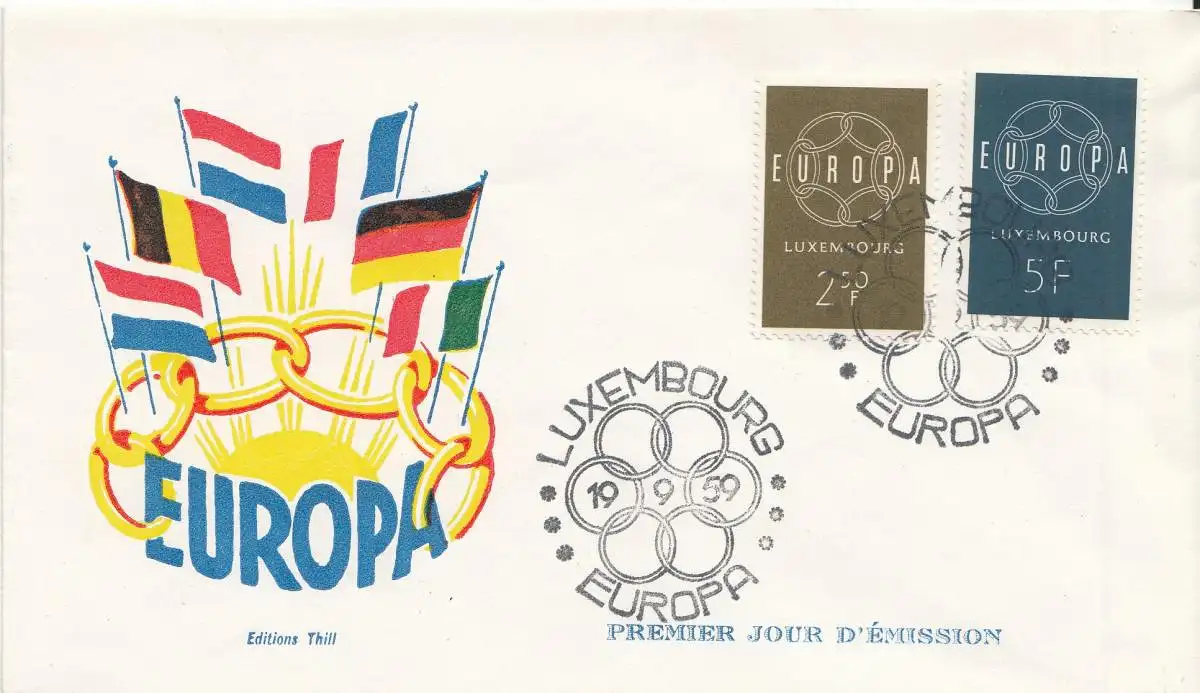 EUROPA
LUXEMBOURG
2 50 F
EUROPA
LUXEMBOURG
5F
EUROPA
LUXEMBOURG
19 9 59
EUROPA
EUROPA
Editions Thill
PREMIER JOUR D'ÉMISSION